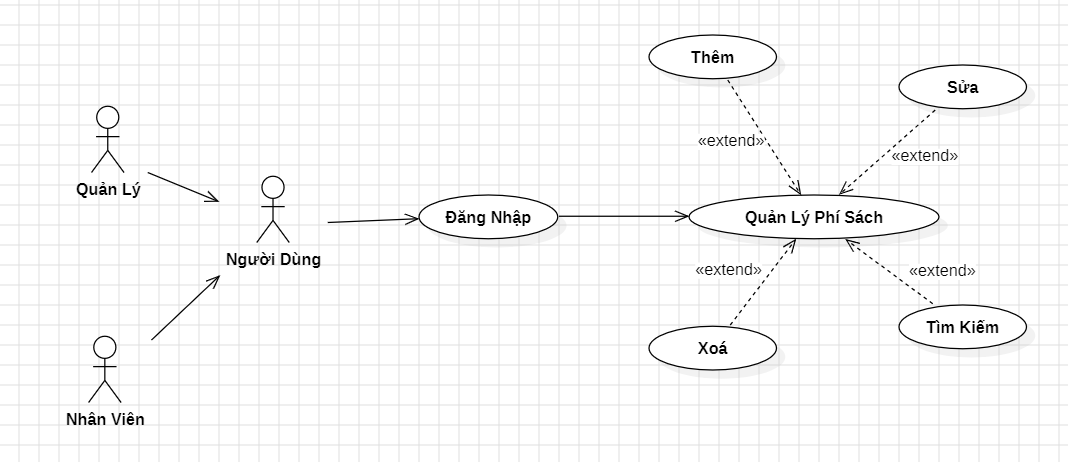 Thêm
Sửa
«extend»
«extend»
Quản Lý
Đăng Nhập
Quản Lý Phí Sách
Người Dùng
«extend»
«extend»
Tìm Kiếm
Xoá
Nhân Viên